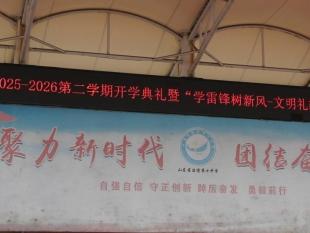 025-2026第二学期开学典礼暨“学雷锋树新风-文明礼
聚力新时代 团结奋
自强自信 守正创新 踔厉奋发 勇毅前行